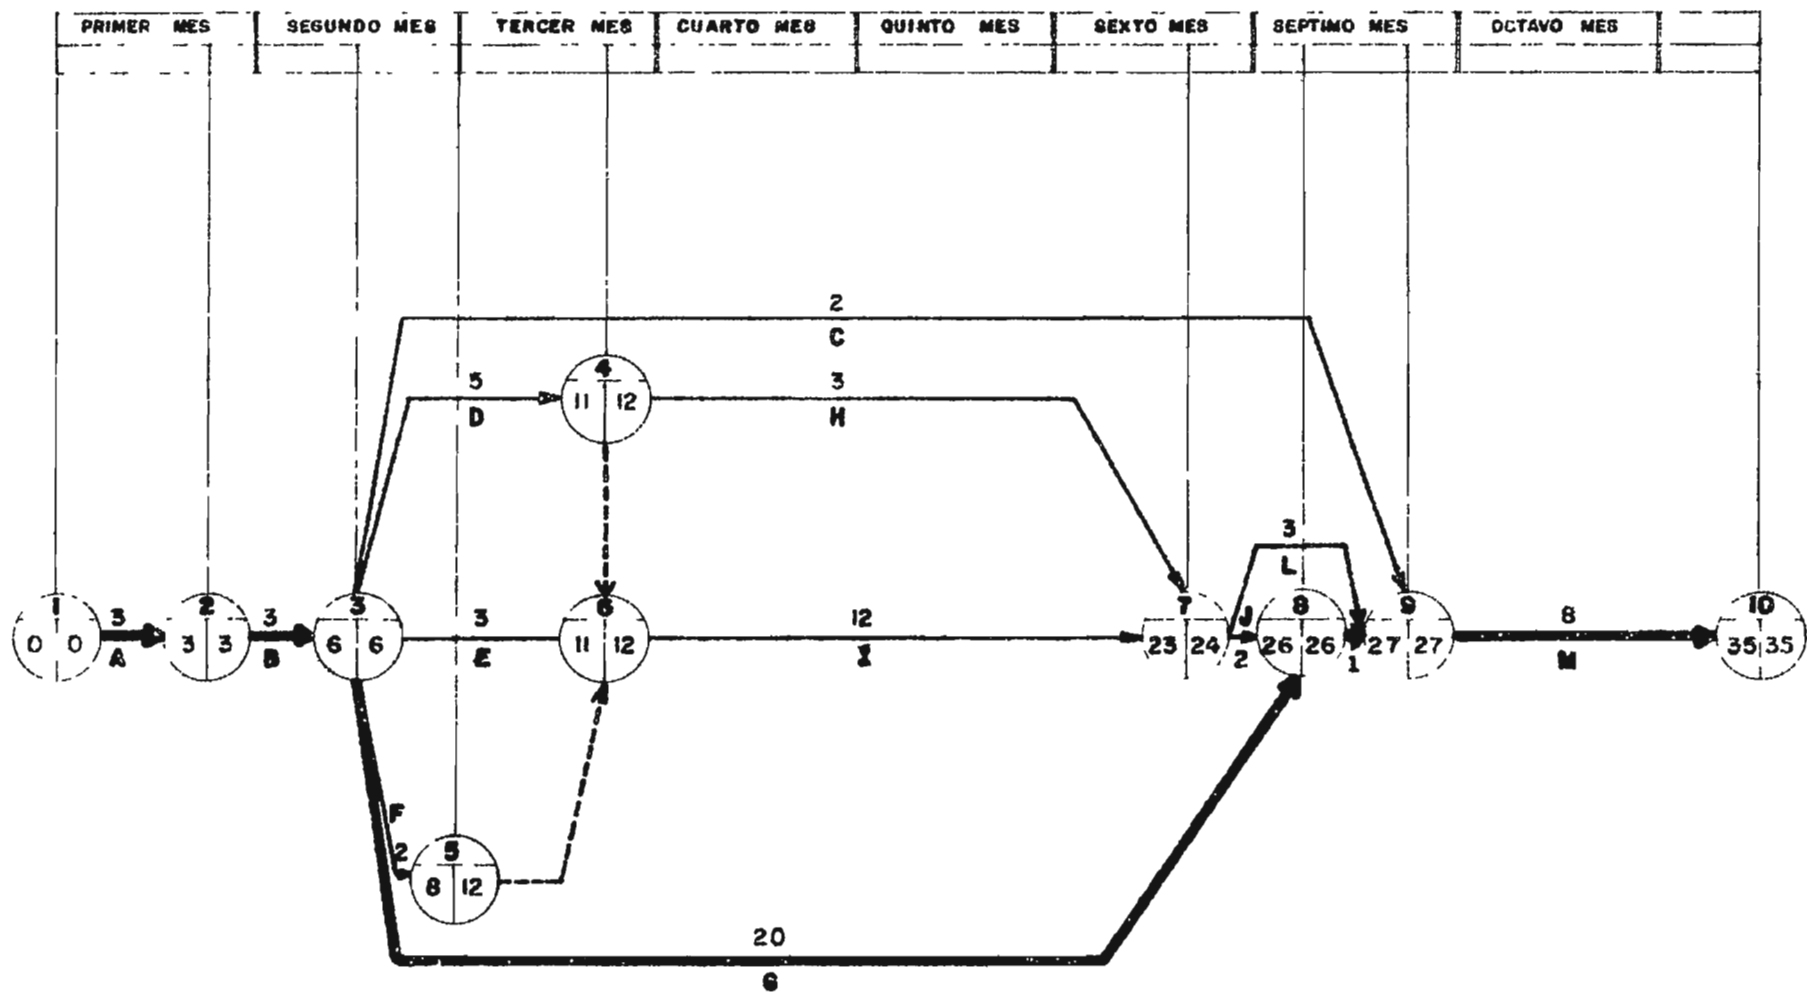 PRIMER MES SEGUNDO MES TERCER MES CUARTO MES QUINTO MES SEXTO MES SEPTIMO MES OCTAVO MES
2
C
4
11 12
5
D
3
H
3
L
1
0 0
3
A
2
3 3
3
B
3
6 6
3
E
6
11 12
12
I
7
23 24
J
2
8
26 26
1
9
27 27
8
M
10
35 35
F
2
5
8 12
20
G